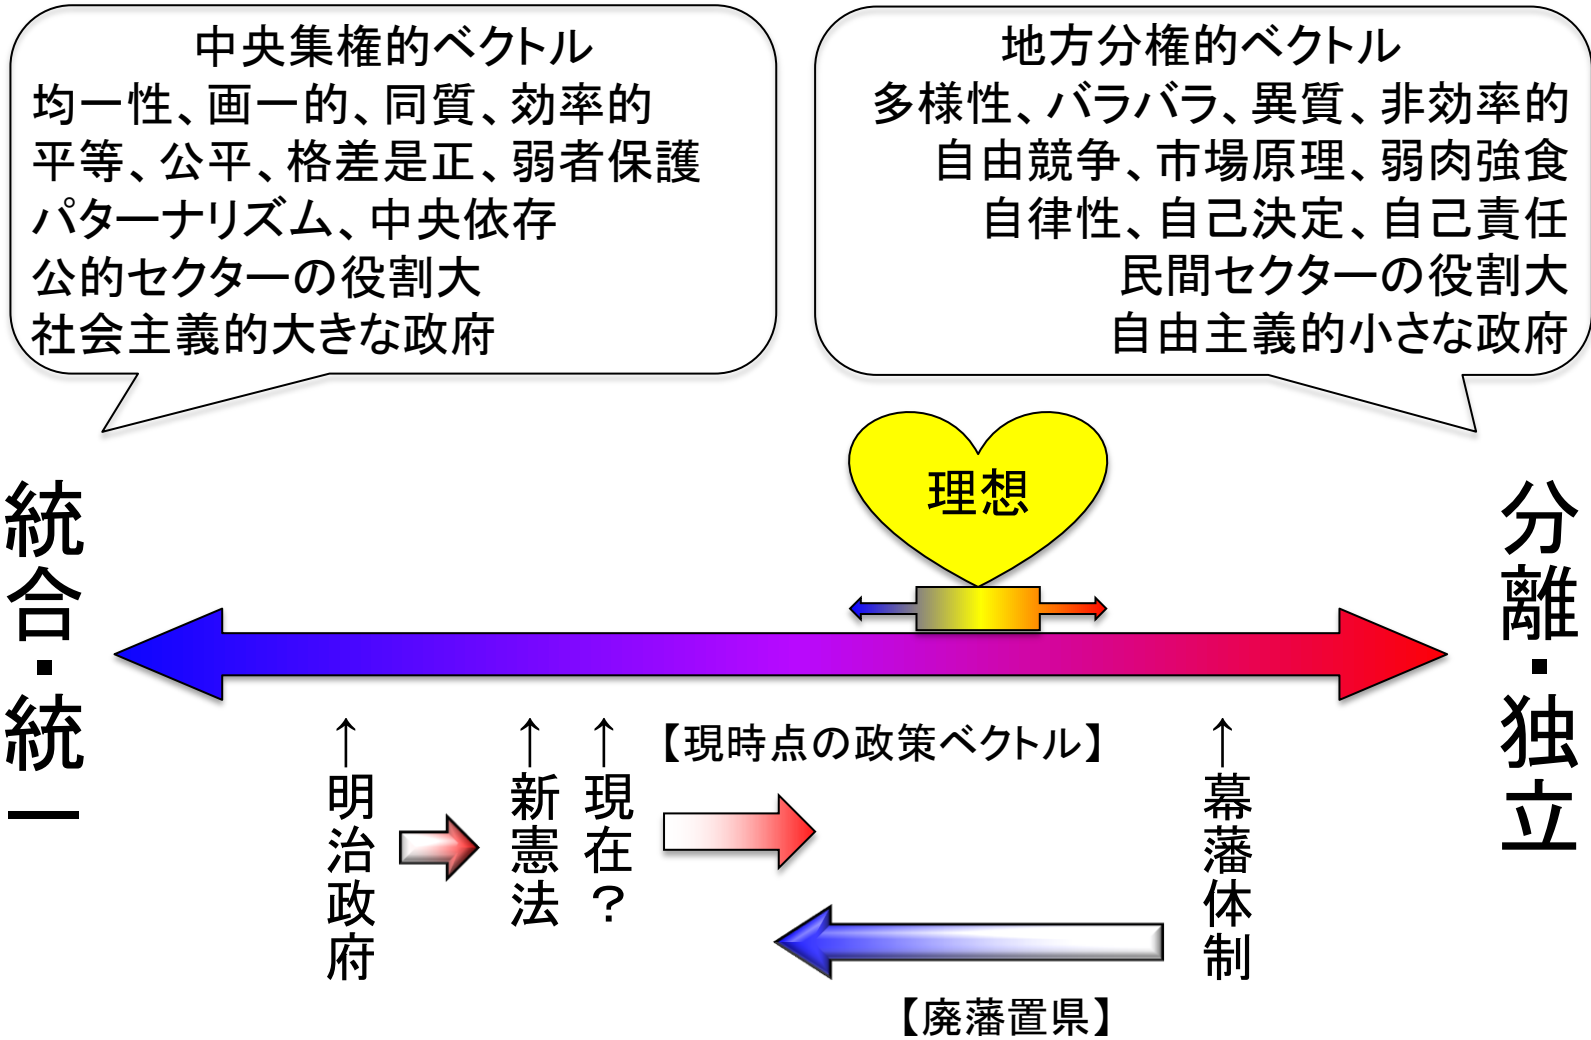 中央集権的ベクトル
均一性、画一的、同質、効率的
平等、公平、格差是正、弱者保護
パターナリズム、中央依存
公的セクターの役割大
社会主義的大きな政府
地方分権的ベクトル
多様性、バラバラ、異質、非効率的
自由競争、市場原理、弱肉強食
自律性、自己決定、自己責任
民間セクターの役割大
自由主義的小さな政府
理想
統合・統一
分離・独立
↑明治政府
↑新憲法
↑現在?
【現時点の政策ベクトル】
↑幕藩体制
【廃藩置県】